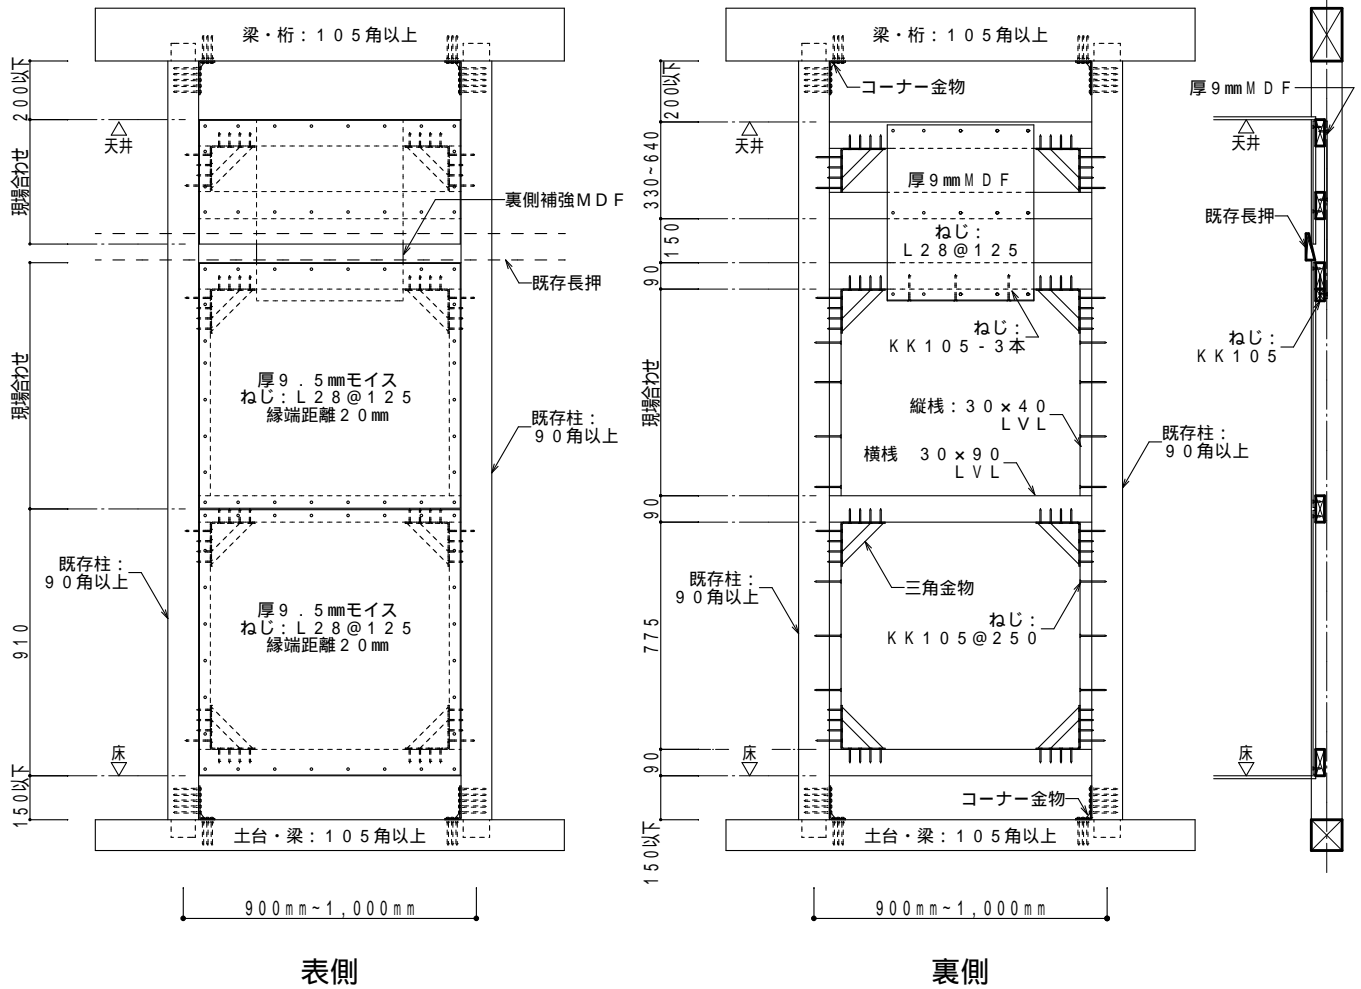 梁・桁：１０５角以上
200以下
天井
現場合わせ
裏側補強MDF
既存長押
厚９．５㎜モイス
ねじ：L２８@１２５
縁端距離２０㎜
現場合わせ
既存柱：
９０角以上
既存柱：
９０角以上
厚９．５㎜モイス
ねじ：L２８@１２５
縁端距離２０㎜
910
床
150以下
土台・梁：１０５角以上
900mm~1,000mm
表側
梁・桁：１０５角以上
コーナー金物
200以下
天井
330~640
厚９㎜ＭＤＦ
150
ねじ：
L２８@１２５
90
ねじ：
ＫＫ１０５-３本
現場合わせ
縦桟：３０×４０
ＬＶＬ
横桟　３０×９０
ＬＶＬ
既存柱：
９０角以上
90
既存柱：
９０角以上
三角金物
ねじ：
ＫＫ１０５@２５０
775
床
90
コーナー金物
土台・梁：１０５角以上
150以下
900mm~1,000mm
裏側
厚９㎜ＭＤＦ
天井
既存長押
ねじ：
ＫＫ１０５
床